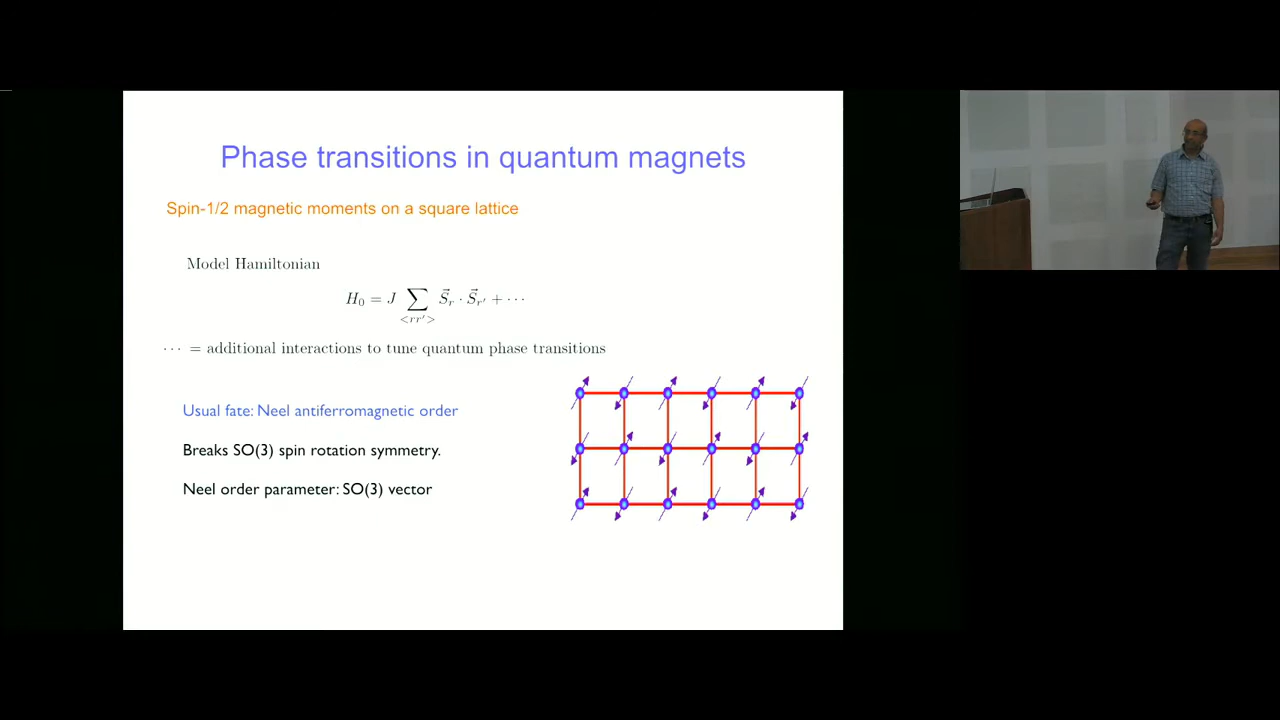 Phase transitions in quantum magnets
Spin-1/2 magnetic moments on a square lattice
Model Hamiltonian
$H_0 = J \sum_{<rr'>} \vec{S}_r \cdot \vec{S}_{r'} + \cdots$
⋯ = additional interactions to tune quantum phase transitions
Usual fate: Neel antiferromagnetic order
Breaks SO(3) spin rotation symmetry.
Neel order parameter: SO(3) vector